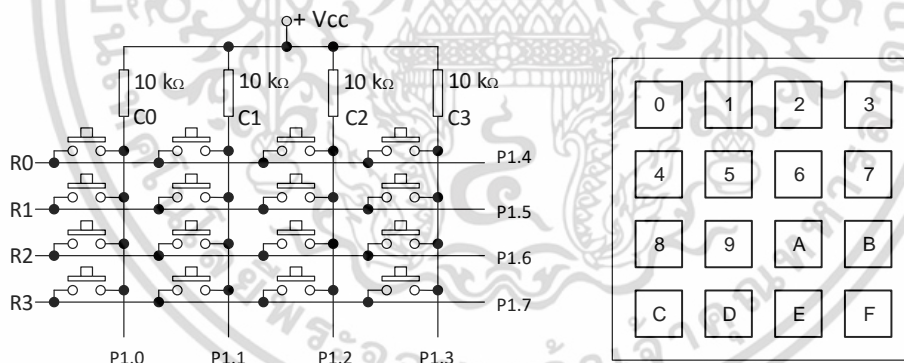 + Vcc
10 kΩ 10 kΩ 10 kΩ 10 kΩ
C0 C1 C2 C3
R0 P1.4
R1 P1.5
R2 P1.6
R3 P1.7
P1.0 P1.1 P1.2 P1.3
0 1 2 3
4 5 6 7
8 9 A B
C D E F